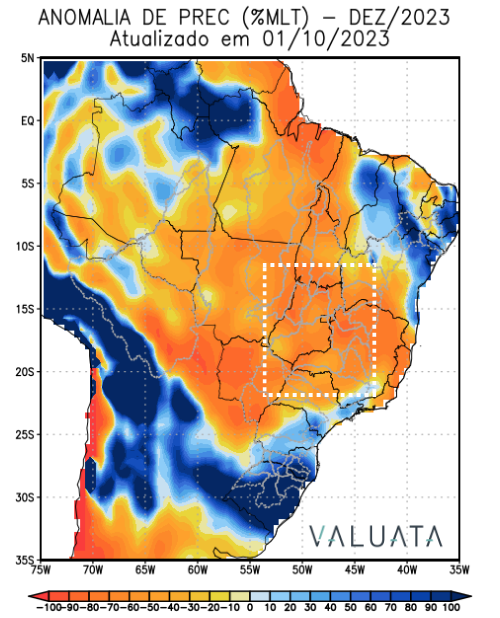 ANOMALIA DE PREC (%MLT) – DEZ/2023
Atualizado em 01/10/2023
5N
EQ
5S
10S
15S
20S
25S
30S
35S
VALUATA
75W 70W 65W 60W 55W 50W 45W 40W 35W
-100 -90 -80 -70 -60 -50 -40 -30 -20 -10 0 10 20 30 40 50 60 70 80 90 100